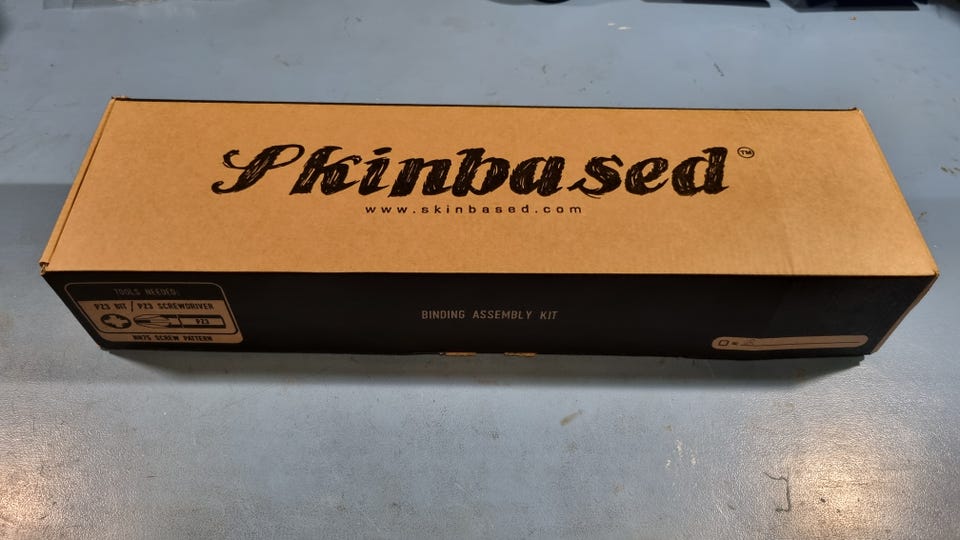 Skinbased™
www.skinbased.com
TOOLS NEEDED:
PZ3 BIT / PZ3 SCREWDRIVER
PZ3
NN75 SCREW PATTERN
BINDING ASSEMBLY KIT